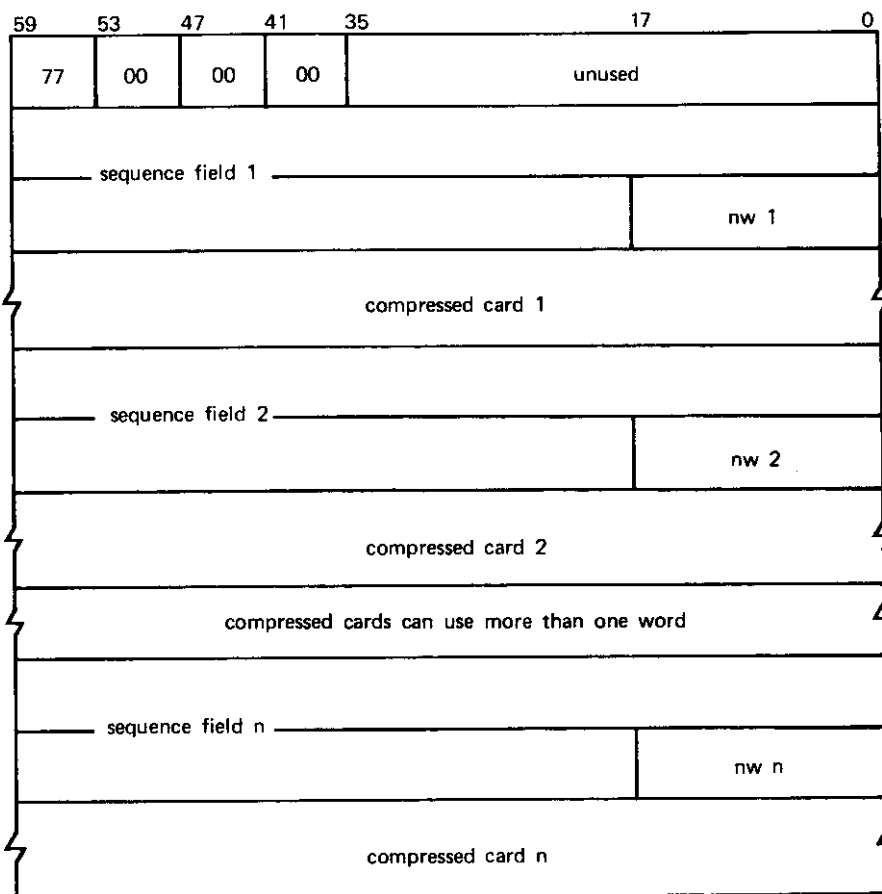 59 53 47 41 35 17 0
77 00 00 00 unused
sequence field 1
nw 1
compressed card 1
sequence field 2
nw 2
compressed card 2
compressed cards can use more than one word
sequence field n
nw n
compressed card n